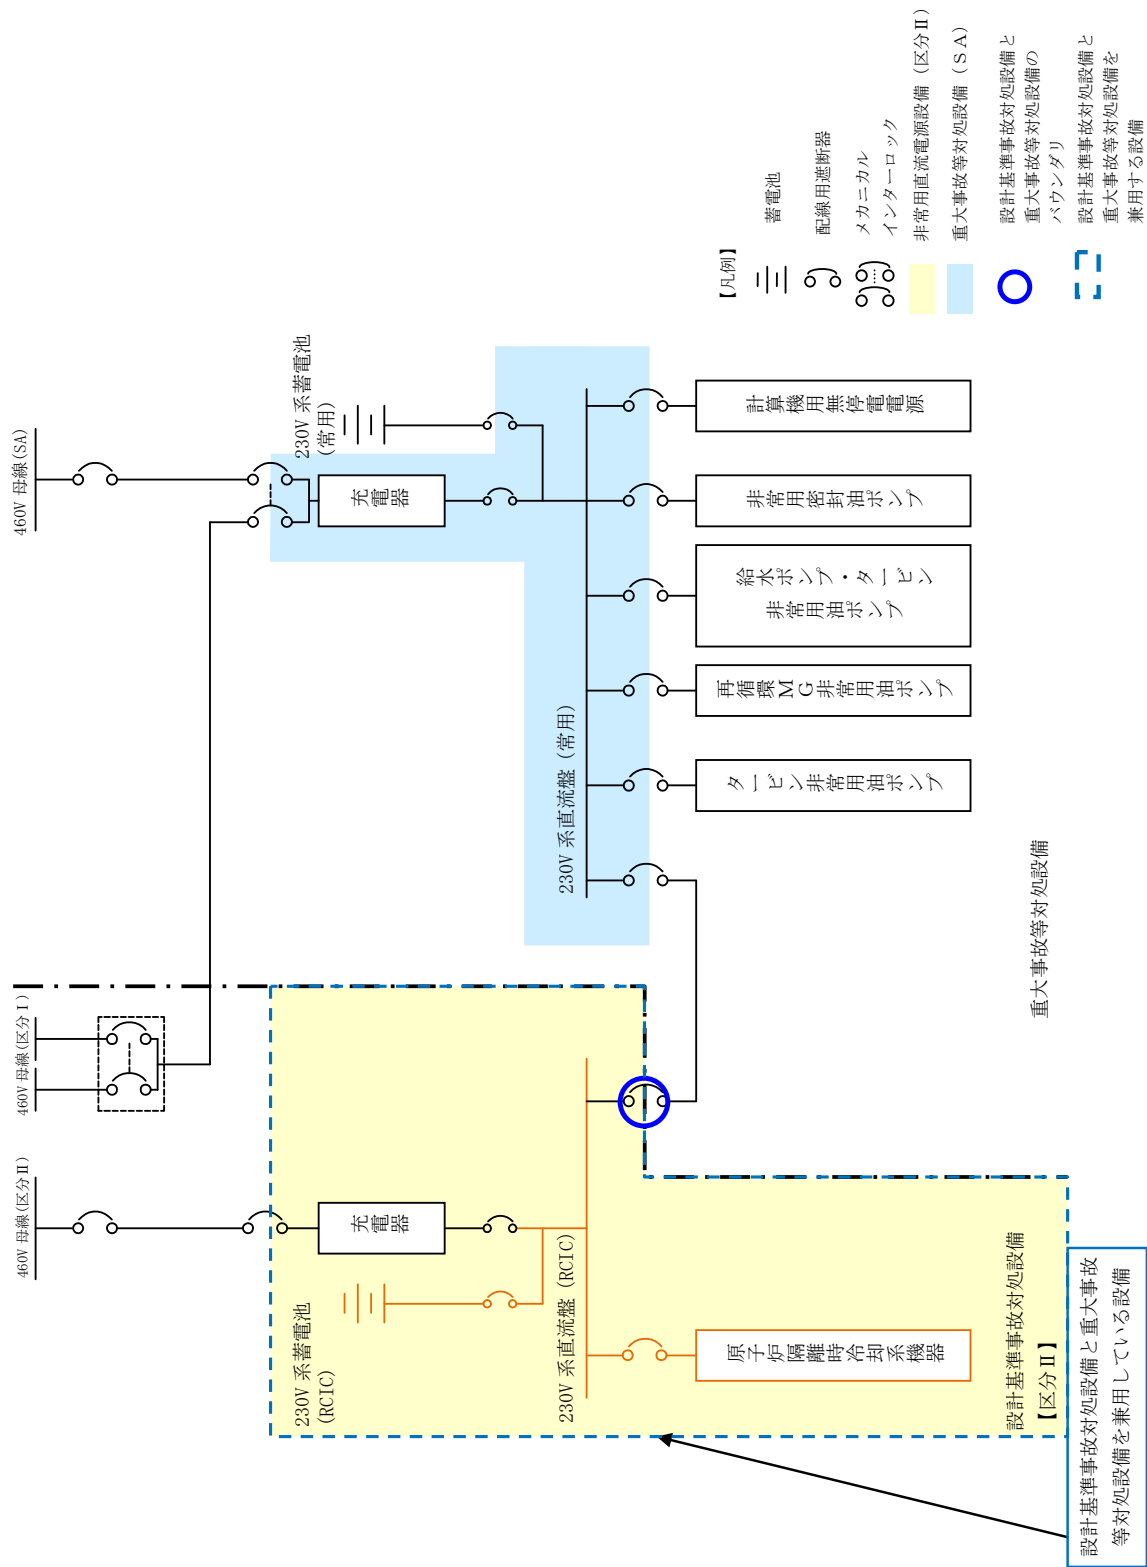 460V 母線(区分Ⅱ)
460V 母線(区分Ⅰ)
460V 母線(SA)
230V 系蓄電池
(RCIC)
充電器
充電器
230V 系蓄電池
(常用)
230V 系直流盤 (RCIC)
230V 系直流盤 (常用)
原子炉隔離時冷却系機器
タービン非常用油ポンプ
再循環MG非常用油ポンプ
給水ポンプ・タービン
非常用油ポンプ
非常用密封油ポンプ
計算機用無停電電源
設計基準事故対処設備
【区分Ⅱ】
重大事故等対処設備
設計基準事故対処設備と重大事故
等対処設備を兼用している設備
【凡例】
蓄電池
配線用遮断器
メカニカル
インターロック
非常用直流電源設備 (区分Ⅱ)
重大事故等対処設備 (SA)
設計基準事故対処設備と
重大事故等対処設備の
バウンダリ
設計基準事故対処設備と
重大事故等対処設備を
兼用する設備